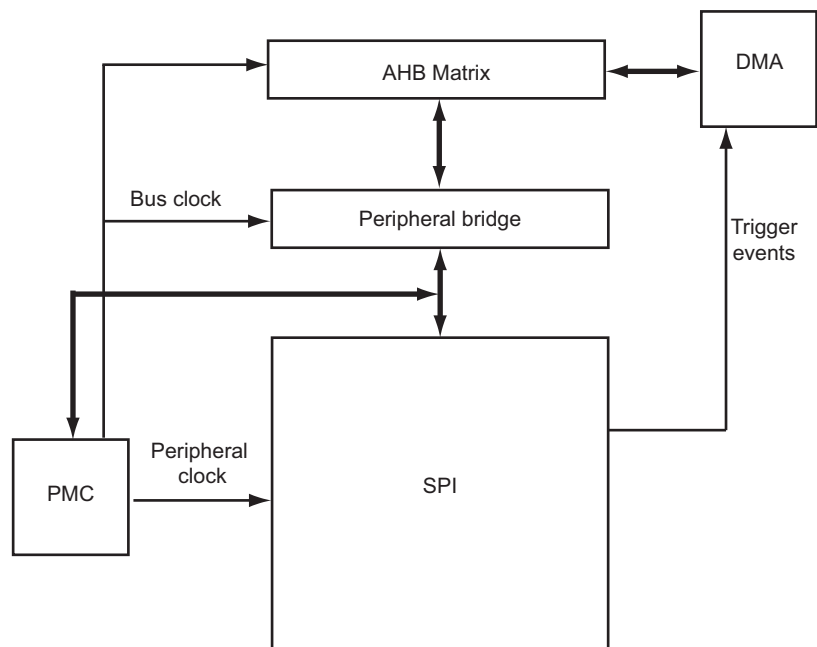 AHB Matrix
DMA
Bus clock
Peripheral bridge
Trigger
events
Peripheral
clock
PMC
SPI